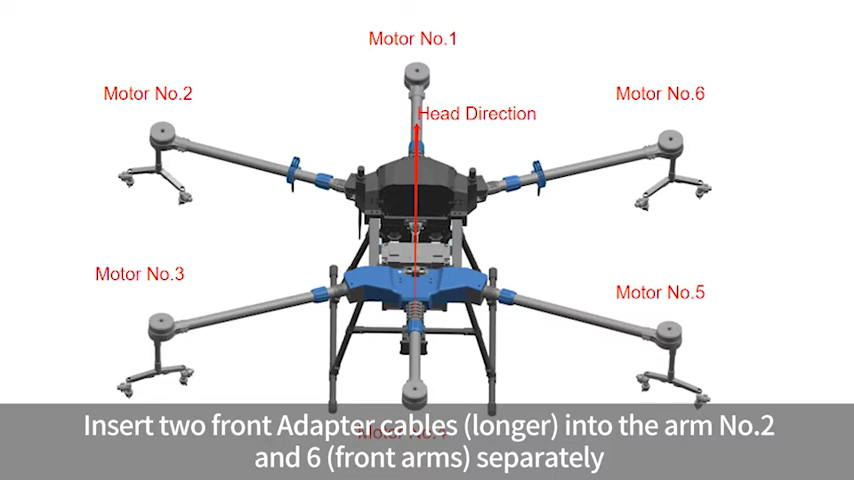 Motor No.1
Motor No.2
Motor No.6
Head Direction
Motor No.3
Motor No.5
Insert two front Adapter cables (longer) into the arm No.2
and 6 (front arms) separately